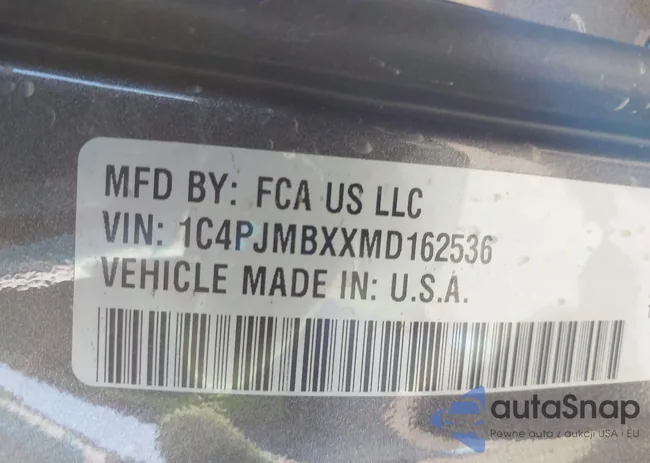 MFD BY: FCA US LLC
VIN: 1C4PJMBXXMD162536
VEHICLE MADE IN: U.S.A.
autaSnap
Pewne auta z aukcji USA i EU